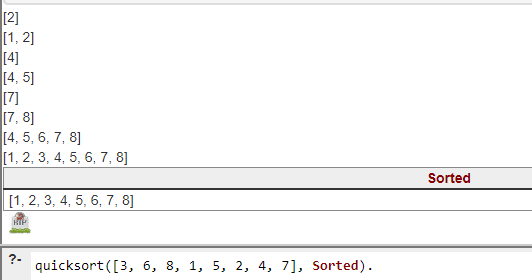 [2]
[1, 2]
[4]
[4, 5]
[7]
[7, 8]
[4, 5, 6, 7, 8]
[1, 2, 3, 4, 5, 6, 7, 8]
Sorted
[1, 2, 3, 4, 5, 6, 7, 8]
RIP
?- quicksort([3, 6, 8, 1, 5, 2, 4, 7], Sorted).